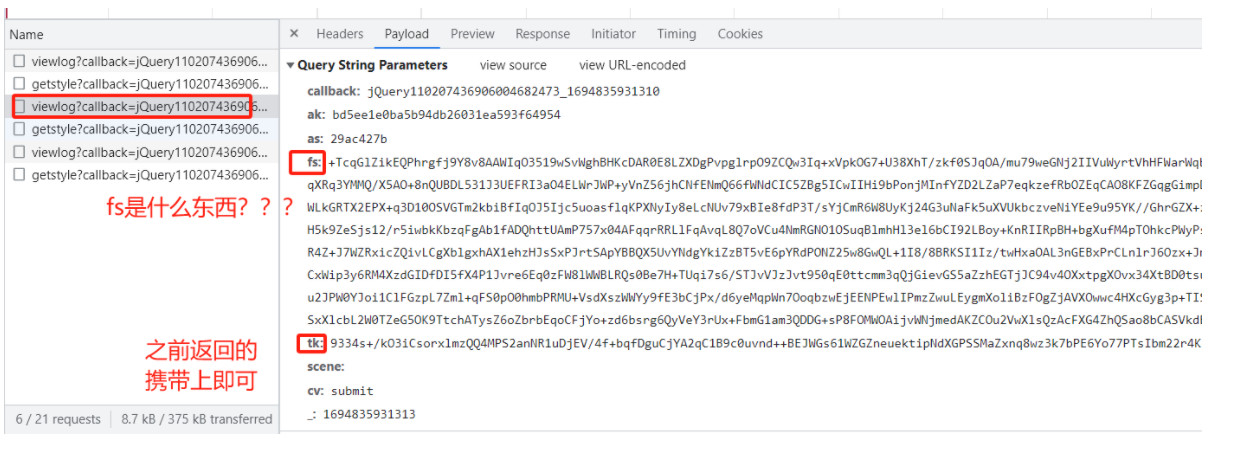 Name
× Headers Payload Preview Response Initiator Timing Cookies
viewlog?callback=jQuery110207436906...
getstyle?callback=jQuery110207436906...
viewlog?callback=jQuery110207436906...
getstyle?callback=jQuery110207436906...
viewlog?callback=jQuery110207436906...
getstyle?callback=jQuery110207436906...
▼Query String Parameters view source view URL-encoded
callback: jQuery110207436906004682473_1694835931310
ak: bd5ee1e0ba5b94db26031ea593f64954
as: 29ac427b
fs: +TcqGlZikEQPhrgfj9Y8v8AAWIqO3519wSvWghBHKcDAR0E8LZXDgPvpglrpO9ZCQw3Iq+xVpkOG7+U38XhT/zkf0SJqOA/mu79weGNj2IIVuWyrtVhHFWarWq
qXRq3YMMQ/X5AO+8nQUBDL531J3UEFRI3aO4ELWrJWP+yVnZ56jhCNfENmQ66fWNdCIC5ZBg5ICwIIHi9bPonjMInfYZD2LZaP7eqkzefRbOZEqCAO8KFZGqgGimp
WLkGRTX2EPX+q3D10OSVGTm2kbiBfIqOJ5Ijc5uoasflqKPXNyIy8eLcNUv79xBIe8fdP3T/sYjCmR6W8UyKj24G3uNaFk5uXVUkbczveNiYEe9u95YK//GhrGZX+
H5k9ZeSjs12/r5iwbkKbzqFgAb1fADQhttUAmP757x04AFqqrRRLlFqAvqL8Q7oVCu4NmRGNO1OSuqBlmhHl3el6bCI92LBoy+KnRIIRpBH+bgXufM4pTOhkcPWyP
R4Z+J7WZRxicZQivLCgXblgxhAX1ehzHJsSxPJrtSApYBBQX5UvYNdgYkiZzBT5vE6pYRdPONZ25w8GwQL+1I8/8BRKSI1Iz/twHxaOAL3nGEBxPrCLnlrJ6Ozx+J
CxWip3y6RM4XzdGIDfDI5fX4P1Jvre6Eq0zFW8lWWBLRQs0Be7H+TUqi7s6/STJvVJzJvt950qE0ttcmm3qQjGievGS5aZzhEGTjJC94v4OXxtpgXOvx34XtBD0ts
u2JPW0YJoi1ClFGzpL7Zml+qFS0pO0hmbPRMU+VsdXszWWYy9fE3bCjPx/d6yeMqpWn7OoqbzwEjEENPEwlIPmzZwuLEygmXoliBzFOgZjAVXOwwc4HXcGyg3p+TI
SxXlcbL2W0TZeG5OK9TtchATysZ6oZbrbEqoCFjYo+zd6bsrg6QyVeY3rUx+FbmG1am3QDDG+sP8FOMWOAijvWNjmedAKZCOu2VwXlsQzAcFXG4ZhQSao8bCASVkd
fs是什么东西？？？
tk: 9334s+/kO3iCsorxlmzQQ4MPS2anNR1uDjEV/4f+bqfDguCjYA2qC1B9c0uvnd++BEJWGs61WZGZneuektipNdXGPSSMaZxnq8wz3k7bPE6Yo77PTsIbm22r4K
之前返回的
携带上即可
scene:
cv: submit
_: 1694835931313
6 / 21 requests 8.7 kB / 375 kB transferred